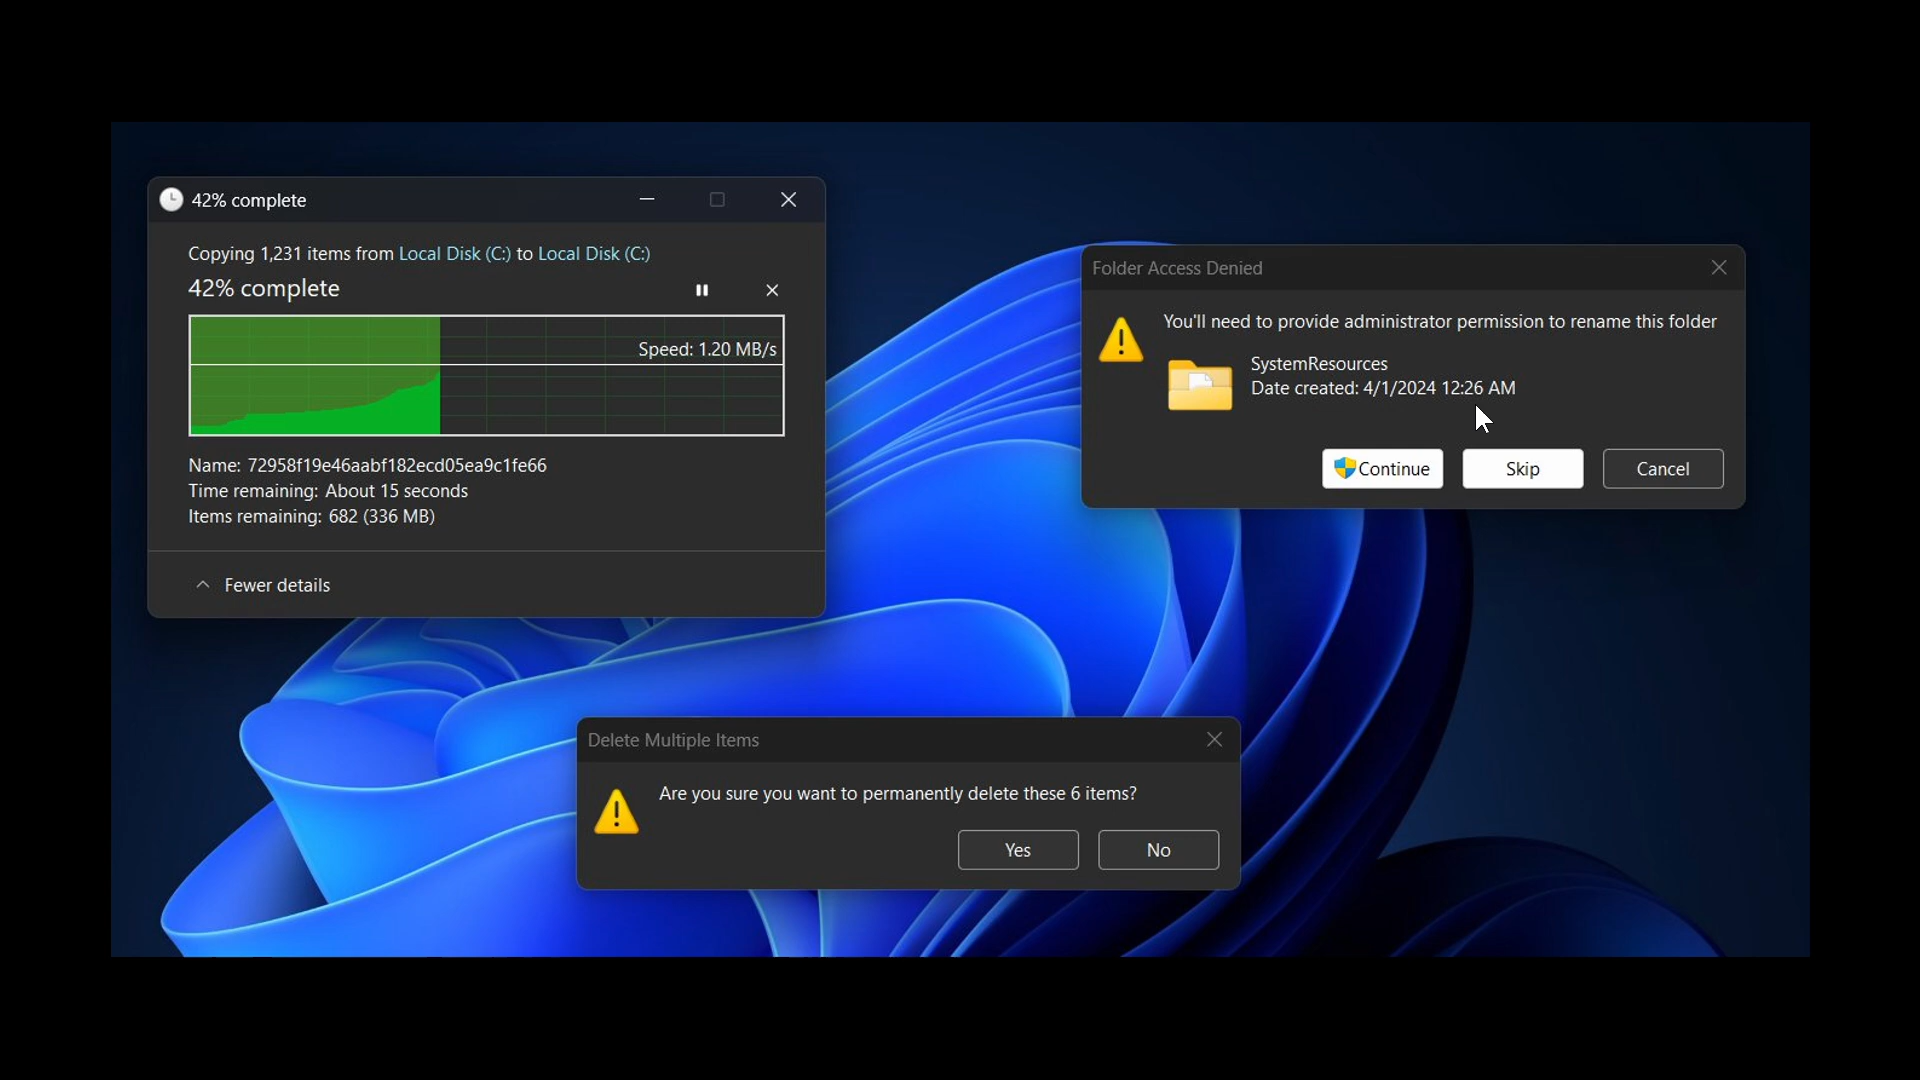 42% complete
Copying 1,231 items from Local Disk (C:) to Local Disk (C:)
42% complete
Speed: 1.20 MB/s
Name: 72958f19e46aabf182ecd05ea9c1fe66
Time remaining: About 15 seconds
Items remaining: 682 (336 MB)
Fewer details
Folder Access Denied
You'll need to provide administrator permission to rename this folder
SystemResources
Date created: 4/1/2024 12:26 AM
Continue Skip Cancel
Delete Multiple Items
Are you sure you want to permanently delete these 6 items?
Yes No